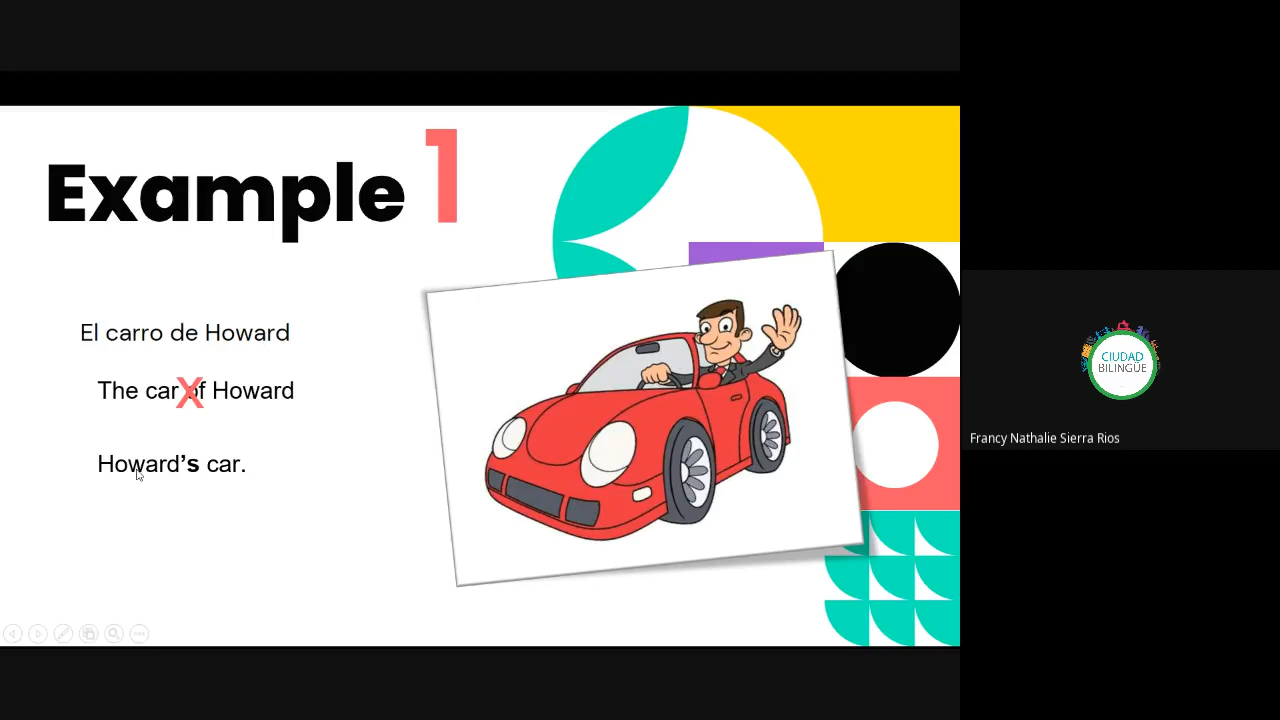 Example 1
El carro de Howard
The car of Howard
X
Howard’s car.
CIUDAD
BILINGÜE
Francy Nathalie Sierra Rios